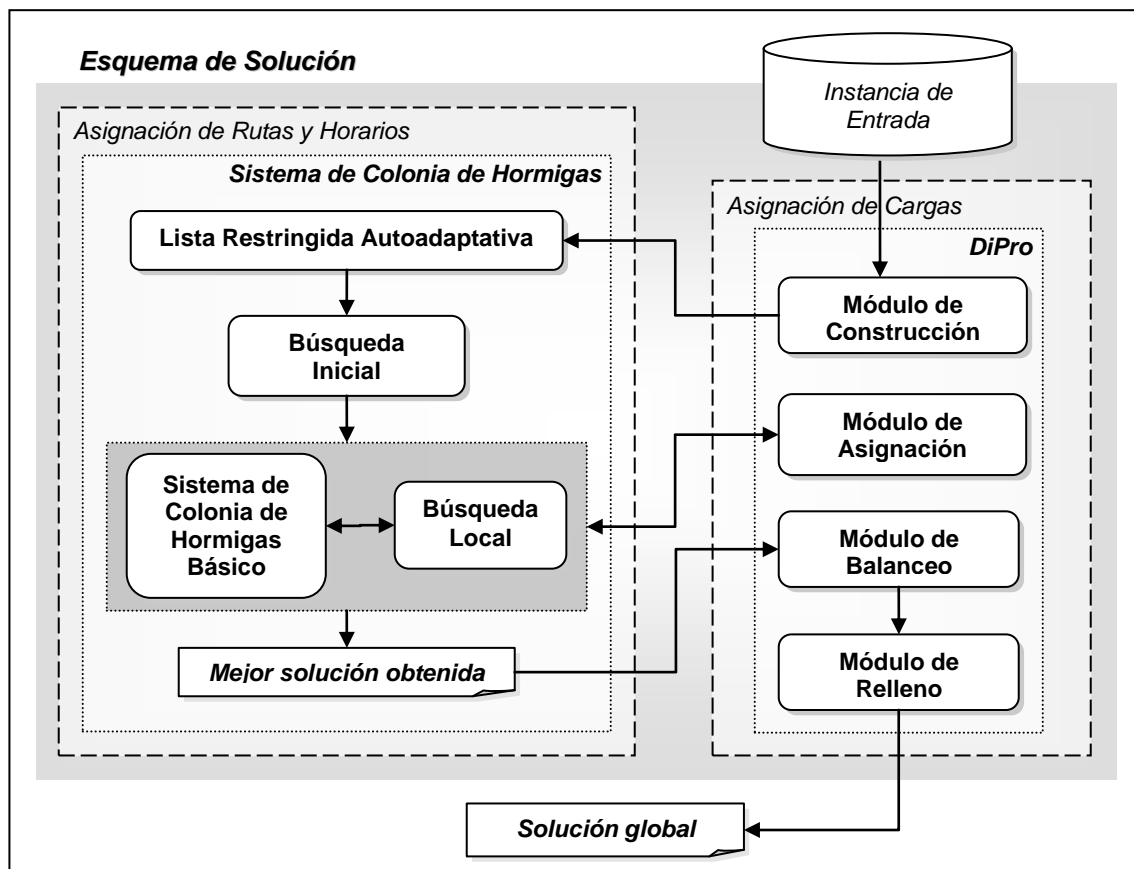 Esquema de Solución
Instancia de
Entrada
Asignación de Rutas y Horarios
Sistema de Colonia de Hormigas
Lista Restringida Autoadaptativa
Búsqueda
Inicial
Sistema de
Colonia de
Hormigas
Básico
Búsqueda
Local
Mejor solución obtenida
Asignación de Cargas
DiPro
Módulo de
Construcción
Módulo de
Asignación
Módulo de
Balanceo
Módulo de
Relleno
Solución global